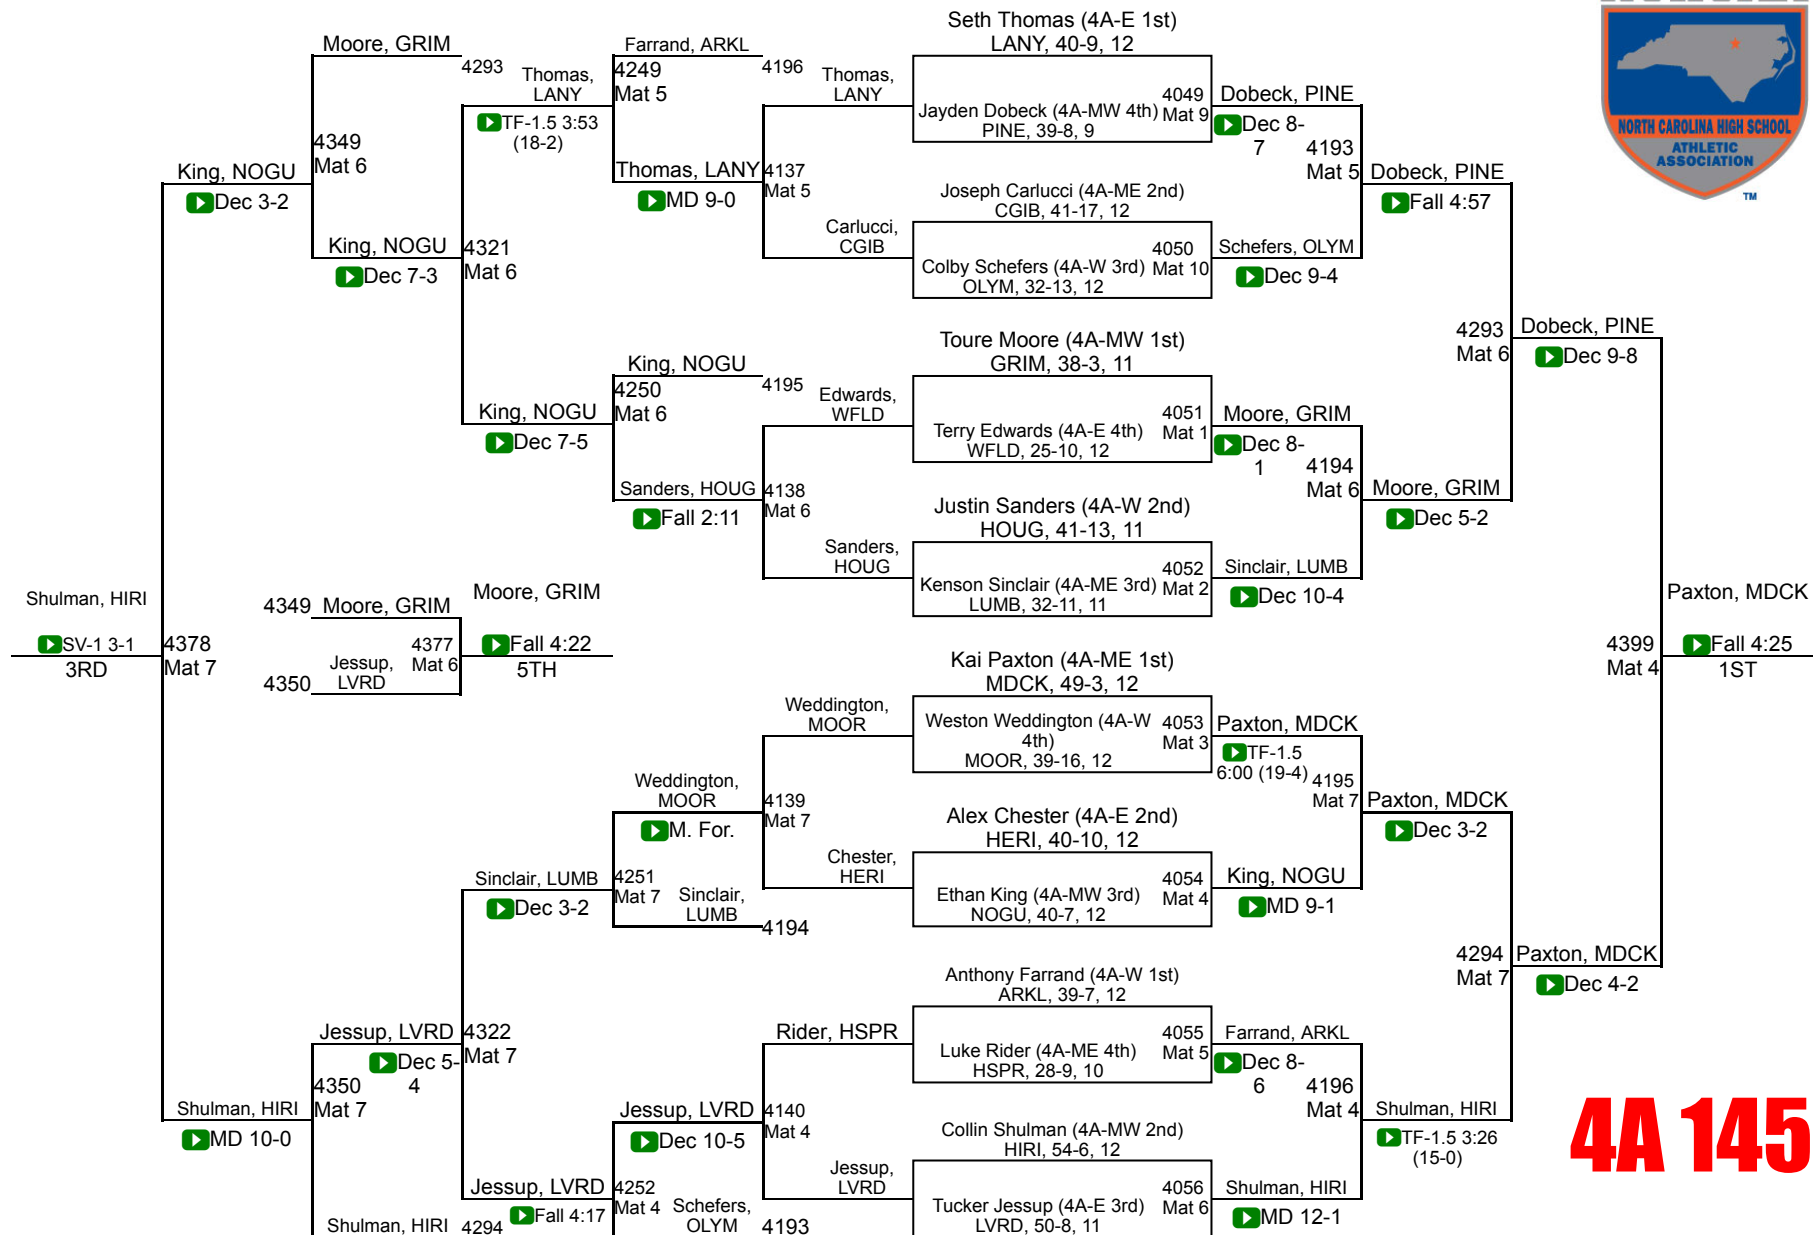 Seth Thomas (4A-E 1st)
LANY, 40-9, 12
Moore, GRIM
Farrand, ARKL
4293
Thomas,
LANY
4249
Mat 5
4196
Thomas,
LANY
Jayden Dobeck (4A-MW 4th)
PINE, 39-8, 9
4049
Mat 9
Dobeck, PINE
Dec 8-
7
TF-1.5 3:53
(18-2)
4349
Mat 6
4193
Mat 5
NORTH CAROLINA HIGH SCHOOL
ATHLETIC
ASSOCIATION
TM
King, NOGU
Dec 3-2
Thomas, LANY
MD 9-0
4137
Mat 5
Dobeck, PINE
Fall 4:57
Joseph Carlucci (4A-ME 2nd)
CGIB, 41-17, 12
Carlucci,
CGIB
King, NOGU
Dec 7-3
4321
Mat 6
Colby Schefers (4A-W 3rd)
OLYM, 32-13, 12
4050
Mat 10
Schefers, OLYM
Dec 9-4
4293
Mat 6
Dobeck, PINE
Dec 9-8
Toure Moore (4A-MW 1st)
GRIM, 38-3, 11
King, NOGU
4250
Mat 6
4195
Edwards,
WFLD
King, NOGU
Dec 7-5
Terry Edwards (4A-E 4th)
WFLD, 25-10, 12
4051
Mat 1
Moore, GRIM
Dec 8-
1
4194
Mat 6
Sanders, HOUG
Fall 2:11
4138
Mat 6
Moore, GRIM
Dec 5-2
Justin Sanders (4A-W 2nd)
HOUG, 41-13, 11
Sanders,
HOUG
Kenson Sinclair (4A-ME 3rd)
LUMB, 32-11, 11
4052
Mat 2
Sinclair, LUMB
Dec 10-4
Shulman, HIRI
SV-1 3-1
3RD
4378
Mat 7
4349
Moore, GRIM
4350
Jessup,
LVRD
4377
Mat 6
Moore, GRIM
Fall 4:22
5TH
4399
Mat 4
Paxton, MDCK
Fall 4:25
1ST
Kai Paxton (4A-ME 1st)
MDCK, 49-3, 12
Weddington,
MOOR
Weston Weddington (4A-W
4th)
MOOR, 39-16, 12
4053
Mat 3
Paxton, MDCK
TF-1.5
6:00 (19-4)
4195
Mat 7
Weddington,
MOOR
M. For.
4139
Mat 7
Paxton, MDCK
Dec 3-2
Alex Chester (4A-E 2nd)
HERI, 40-10, 12
Chester,
HERI
Sinclair, LUMB
Dec 3-2
4251
Mat 7
Sinclair,
LUMB
4194
Ethan King (4A-MW 3rd)
NOGU, 40-7, 12
4054
Mat 4
King, NOGU
MD 9-1
4294
Mat 7
Paxton, MDCK
Dec 4-2
Anthony Farrand (4A-W 1st)
ARKL, 39-7, 12
Jessup, LVRD
Dec 5-
4
4322
Mat 7
Rider, HSPR
Luke Rider (4A-ME 4th)
HSPR, 28-9, 10
4055
Mat 5
Farrand, ARKL
Dec 8-
6
4350
Mat 7
4196
Mat 4
Shulman, HIRI
MD 10-0
Jessup, LVRD
Dec 10-5
4140
Mat 4
Shulman, HIRI
TF-1.5 3:26
(15-0)
4A 145
Collin Shulman (4A-MW 2nd)
HIRI, 54-6, 12
Jessup,
LVRD
Jessup, LVRD
Fall 4:17
4252
Mat 4
Schefers,
OLYM
4193
Tucker Jessup (4A-E 3rd)
LVRD, 50-8, 11
4056
Mat 6
Shulman, HIRI
MD 12-1
Shulman, HIRI
4294